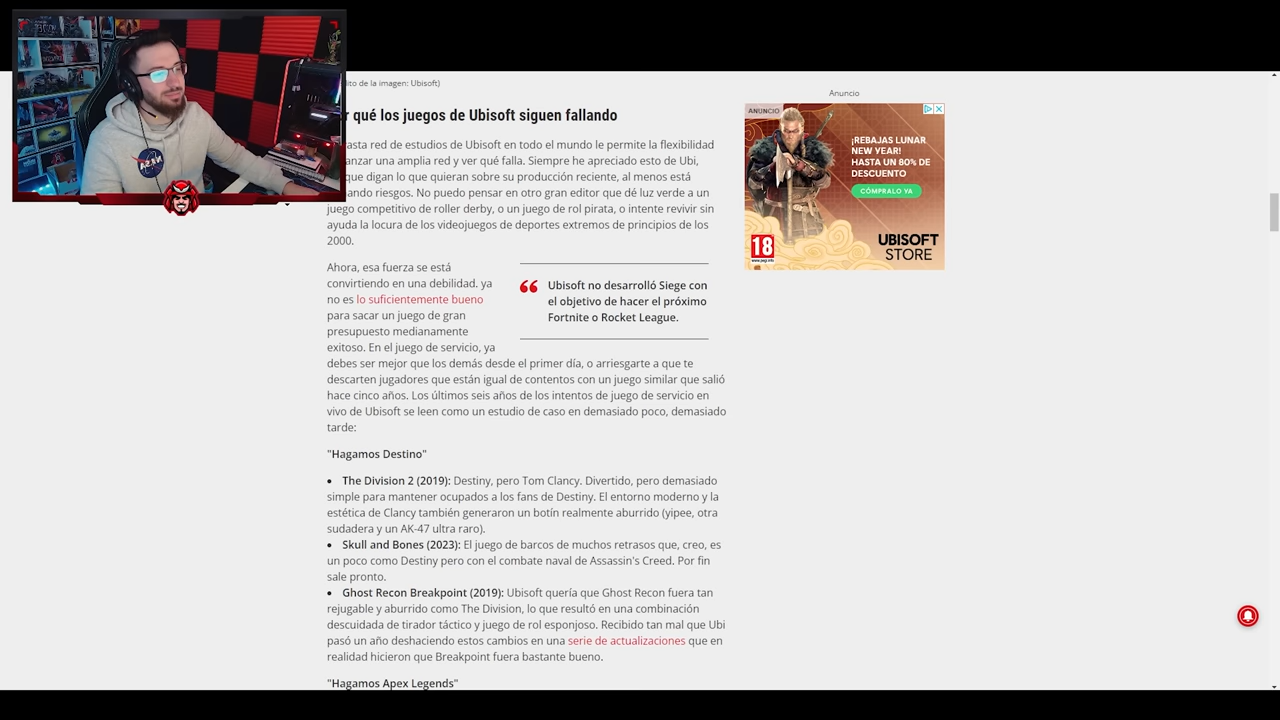 ito de la imagen: Ubisoft)
r qué los juegos de Ubisoft siguen fallando
asta red de estudios de Ubisoft en todo el mundo le permite la flexibilidad
anzar una amplia red y ver qué falla. Siempre he apreciado esto de Ubi,
que digan lo que quieran sobre su producción reciente, al menos está
ando riesgos. No puedo pensar en otro gran editor que dé luz verde a un
juego competitivo de roller derby, o un juego de rol pirata, o intente revivir sin
ayuda la locura de los videojuegos de deportes extremos de principios de los
2000.
Ahora, esa fuerza se está
convirtiendo en una debilidad. ya
no es lo suficientemente bueno
para sacar un juego de gran
presupuesto medianamente
exitoso. En el juego de servicio, ya
debes ser mejor que los demás desde el primer día, o arriesgarte a que te
descarten jugadores que están igual de contentos con un juego similar que salió
hace cinco años. Los últimos seis años de los intentos de juego de servicio en
vivo de Ubisoft se leen como un estudio de caso en demasiado poco, demasiado
tarde:
Ubisoft no desarrolló Siege con
el objetivo de hacer el próximo
Fortnite o Rocket League.
"Hagamos Destino"
• The Division 2 (2019): Destiny, pero Tom Clancy. Divertido, pero demasiado
simple para mantener ocupados a los fans de Destiny. El entorno moderno y la
estética de Clancy también generaron un botín realmente aburrido (yipee, otra
sudadera y un AK-47 ultra raro).
• Skull and Bones (2023): El juego de barcos de muchos retrasos que, creo, es
un poco como Destiny pero con el combate naval de Assassin's Creed. Por fin
sale pronto.
• Ghost Recon Breakpoint (2019): Ubisoft quería que Ghost Recon fuera tan
rejugable y aburrido como The Division, lo que resultó en una combinación
descuidada de tirador táctico y juego de rol esponjoso. Recibido tan mal que Ubi
pasó un año deshaciendo estos cambios en una serie de actualizaciones que en
realidad hicieron que Breakpoint fuera bastante bueno.
"Hagamos Apex Legends"
Anuncio
ANUNCIO
¡REBAJAS LUNAR
NEW YEAR!
HASTA UN 80% DE
DESCUENTO
CÓMPRALO YA
18
www.pegi.info
UBISOFT
STORE